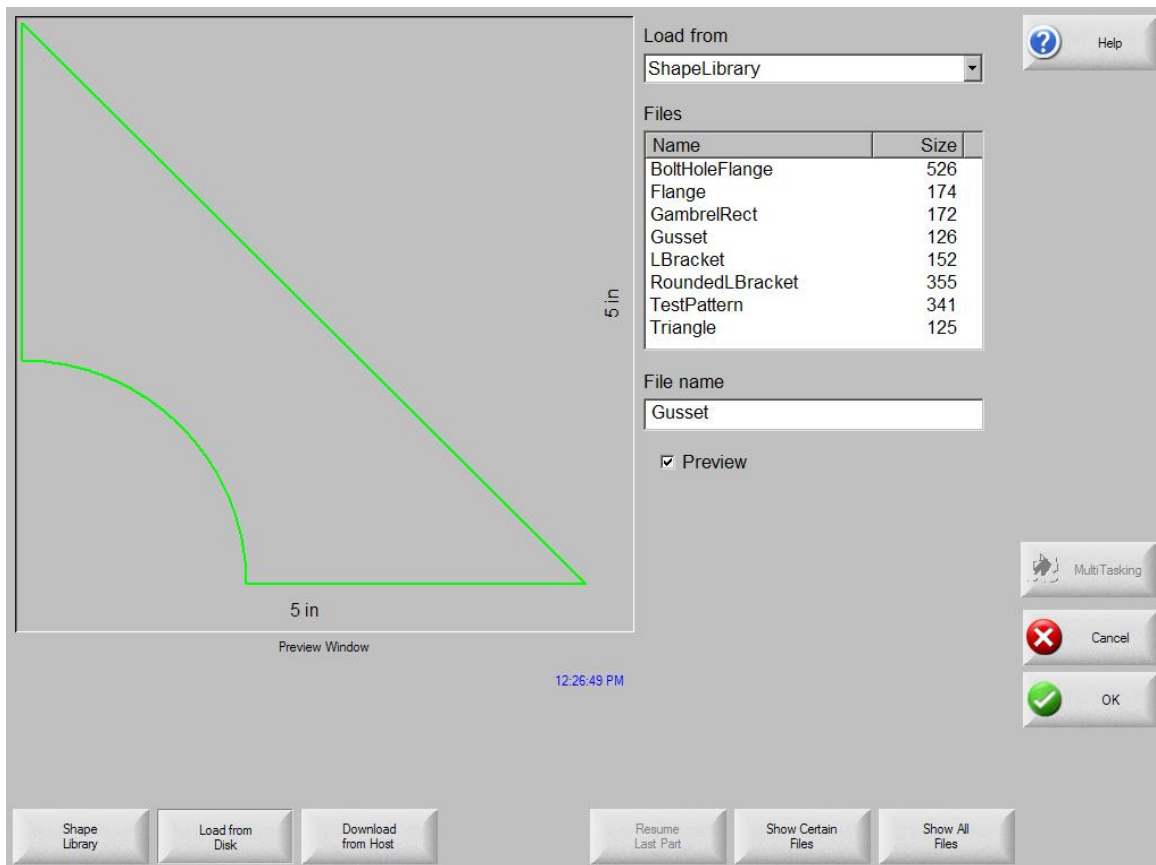 Load from
ShapeLibrary
Help
Files
Name Size
BoltHoleFlange 526
Flange 174
GambrelRect 172
Gusset 126
LBracket 152
RoundedLBracket 355
TestPattern 341
Triangle 125
5 in
File name
Gusset
Preview
5 in
Preview Window
12:26:49 PM
MultiTasking
Cancel
OK
Shape
Library
Load from
Disk
Download
from Host
Resume
Last Part
Show Certain
Files
Show All
Files